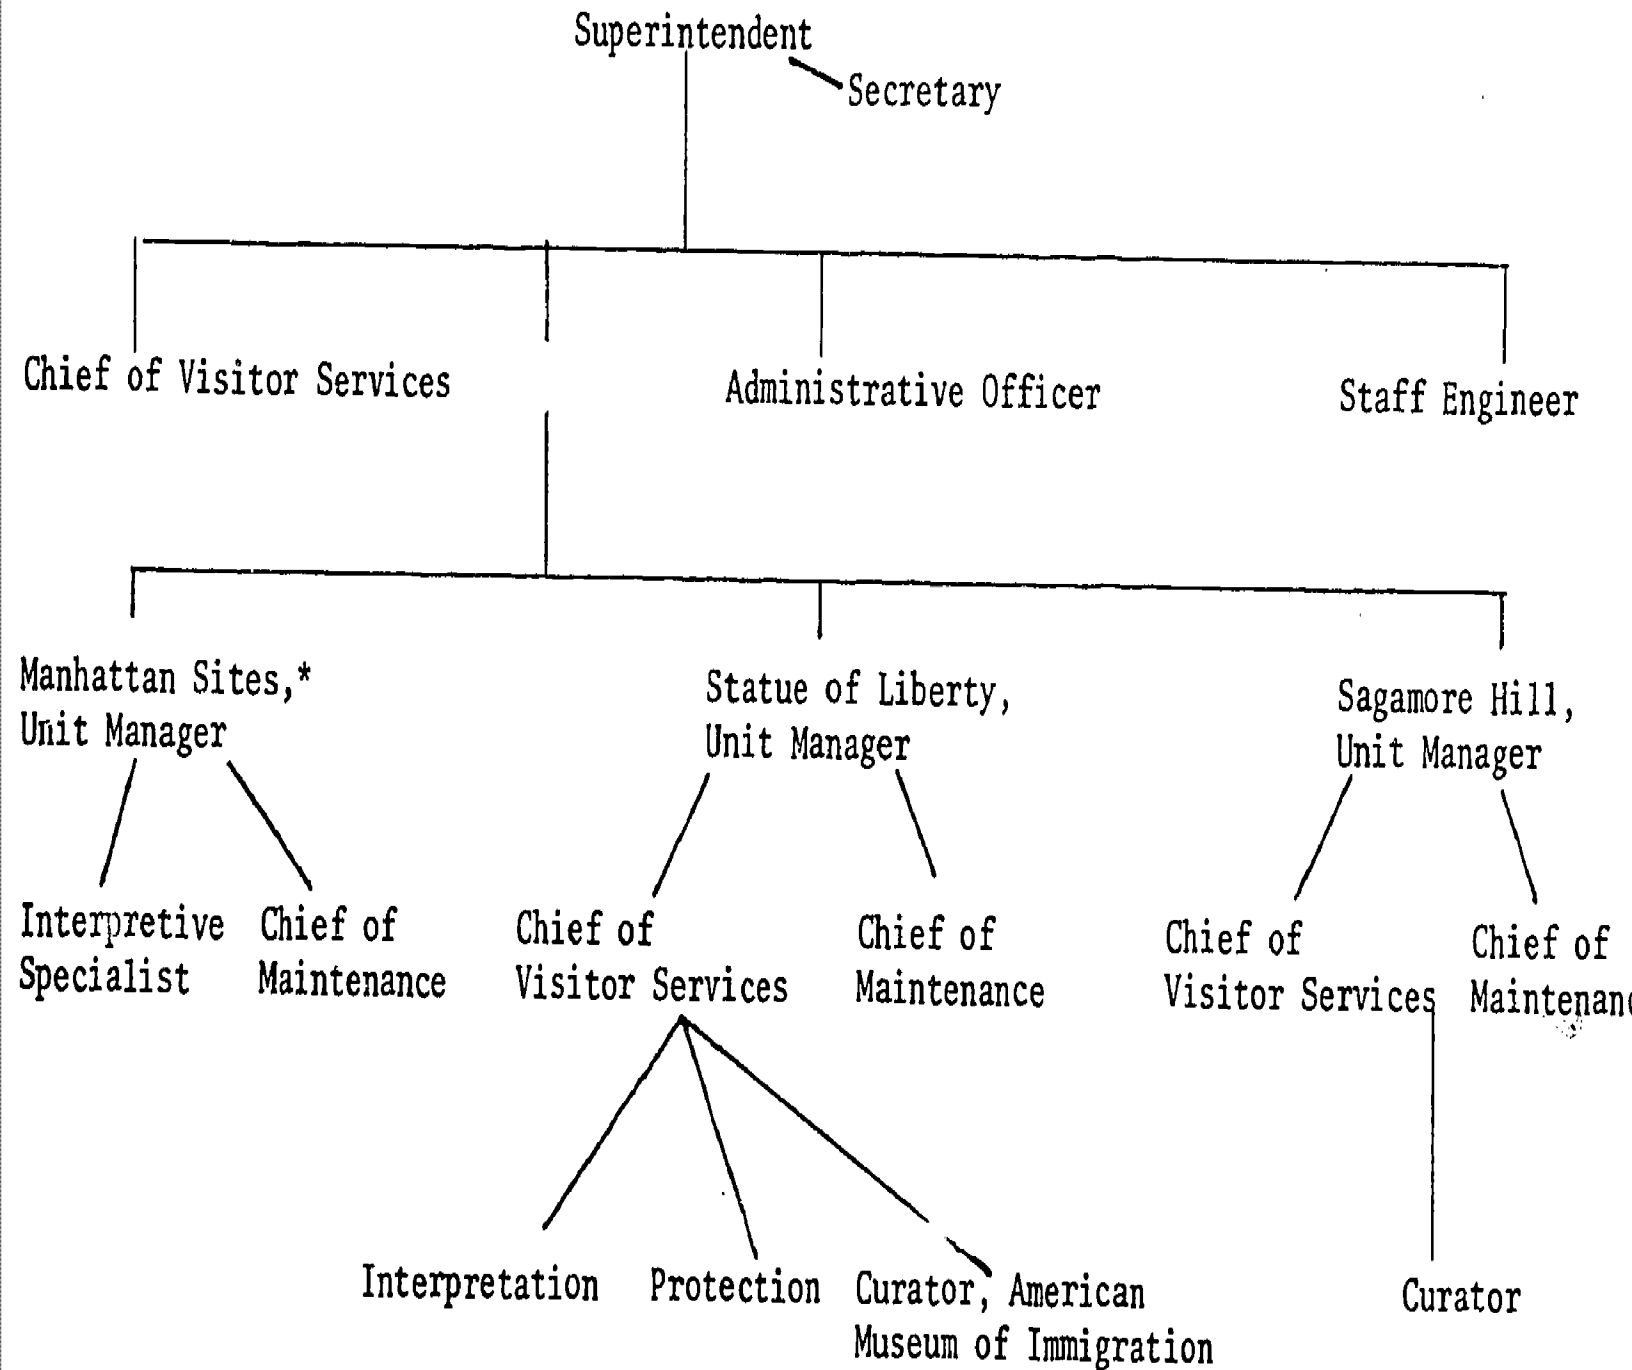 Superintendent
Secretary
Chief of Visitor Services
Administrative Officer
Staff Engineer
Manhattan Sites,*
Unit Manager
Statue of Liberty,
Unit Manager
Sagamore Hill,
Unit Manager
Interpretive
Specialist
Chief of
Maintenance
Chief of
Visitor Services
Chief of
Maintenance
Chief of
Visitor Services
Chief of
Maintenanc
Interpretation
Protection
Curator, American
Museum of Immigration
Curator